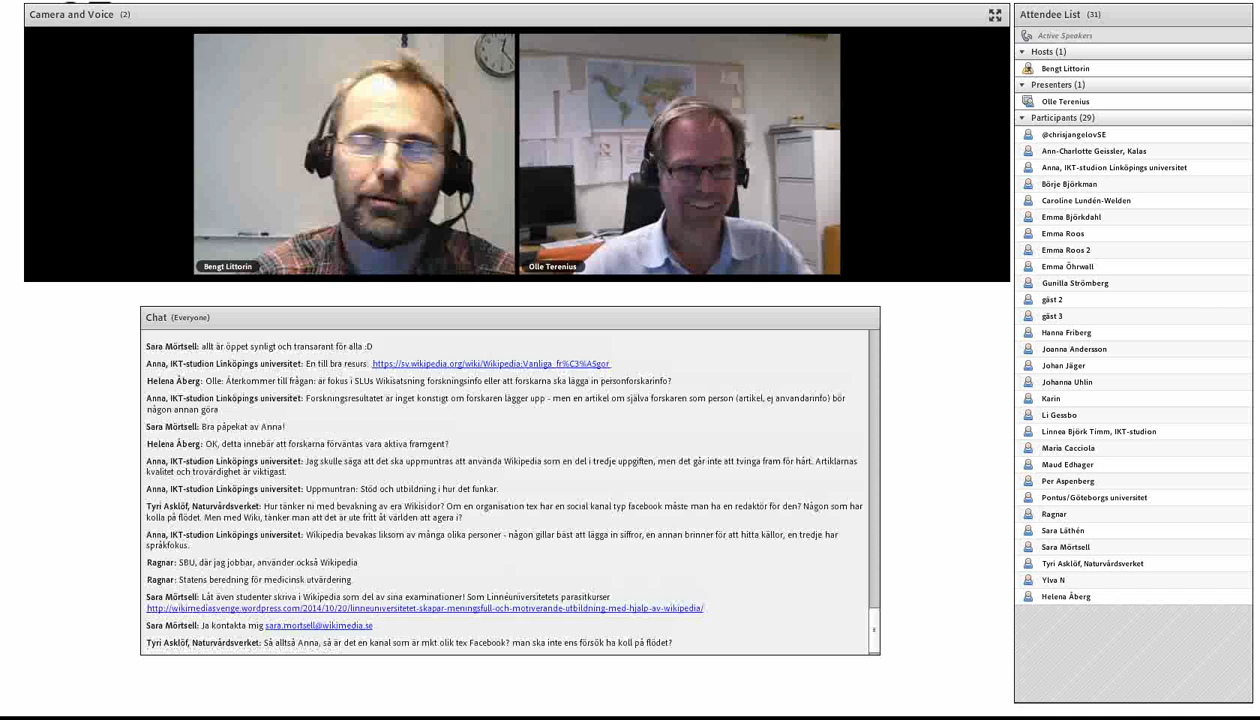 Camera and Voice (2)
Bengt Littorin
Olle Terenius
Chat (Everyone)
Sara Mörtsell: allt är öppet synligt och transarant för alla :D
Anna, IKT-studion Linköpings universitet: En till bra resurs: https://sv.wikipedia.org/wiki/Wikipedia:Vanliga_fr%C3%A5gor
Helena Åberg: Olle: Återkommer till frågan: är fokus i SLUs Wikisatsning forskningsinfo eller att forskarna ska lägga in personforskarinfo?
Anna, IKT-studion Linköpings universitet: Forskningsresultatet är inget konstigt om forskaren lägger upp - men en artikel om själva forskaren som person (artikel, ej användarinfo) bör
någon annan göra
Sara Mörtsell: Bra påpekat av Anna!
Helena Åberg: OK, detta innebär att forskarna förväntas vara aktiva framgent?
Anna, IKT-studion Linköpings universitet: Jag skulle säga att det ska uppmuntras att använda Wikipedia som en del i tredje uppgiften, men det går inte att tvinga fram för hårt. Artiklarnas
kvalitet och trovärdighet är viktigast.
Anna, IKT-studion Linköpings universitet: Uppmuntran: Stöd och utbildning i hur det funkar.
Tyri Asklöf, Naturvårdsverket: Hur tänker ni med bevakning av era Wikisidor? Om en organisation tex har en social kanal typ facebook måste man ha en redaktör för den? Någon som har
kolla på flödet. Men med Wiki, tänker man att det är ute fritt åt världen att agera i?
Anna, IKT-studion Linköpings universitet: Wikipedia bevakas liksom av många olika personer - någon gillar bäst att lägga in siffror, en annan brinner för att hitta källor, en tredje har
språkfokus.
Ragnar: SBU, där jag jobbar, använder också Wikipedia
Ragnar: Statens beredning för medicinsk utvärdering.
Sara Mörtsell: Låt även studenter skriva i Wikipedia som del av sina examinationer! Som Linnéuniversitetets parasitkurser
http://wikimediasverige.wordpress.com/2014/10/20/linneuniversitetet-skapar-meningsfull-och-motiverande-utbildning-med-hjalp-av-wikipedia/
Sara Mörtsell: Ja kontakta mig sara.mortsell@wikimedia.se
Tyri Asklöf, Naturvårdsverket: Så alltså Anna, så är det en kanal som är mkt olik tex Facebook? man ska inte ens försök ha koll på flödet?
Attendee List (31)
Active Speakers
Hosts (1)
Bengt Littorin
Presenters (1)
Olle Terenius
Participants (29)
@chrisjangelovSE
Ann-Charlotte Geissler, Kalas
Anna, IKT-studion Linköpings universitet
Börje Björkman
Caroline Lundén-Welden
Emma Björkdahl
Emma Roos
Emma Roos 2
Emma Öhrwall
Gunilla Strömberg
gäst 2
gäst 3
Hanna Friberg
Joanna Andersson
Johan Jäger
Johanna Uhlin
Karin
Li Gessbo
Linnea Björk Timm, IKT-studion
Maria Cacciola
Maud Edhager
Per Aspenberg
Pontus/Göteborgs universitet
Ragnar
Sara Låthén
Sara Mörtsell
Tyri Asklöf, Naturvårdsverket
Ylva N
Helena Åberg